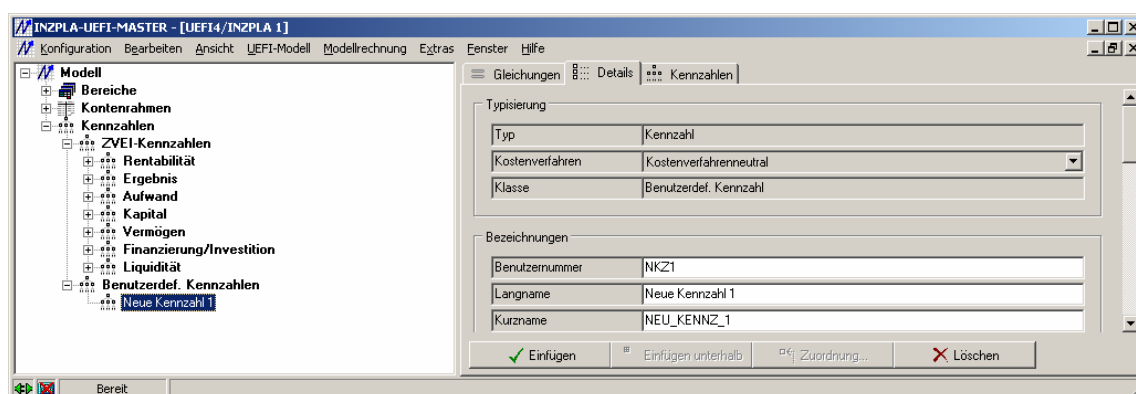 INZPLA-UEFI-MASTER - [UEFI4/INZPLA 1]
Konfiguration Bearbeiten Ansicht UEFI-Modell Modellrechnung Extras Fenster Hilfe
Modell
Bereiche
Kontenrahmen
Kennzahlen
ZVEI-Kennzahlen
Rentabilität
Ergebnis
Aufwand
Kapital
Vermögen
Finanzierung/Investition
Liquidität
Benutzerdef. Kennzahlen
Neue Kennzahl 1
Gleichungen Details Kennzahlen
Typisierung
Typ Kennzahl
Kostenverfahren Kostenverfahrenneutral
Klasse Benutzerdef. Kennzahl
Bezeichnungen
Benutzernummer NKZ1
Langname Neue Kennzahl 1
Kurzname NEU_KENNZ_1
Einfügen Einfügen unterhalb Zuordnung... Löschen
Bereit